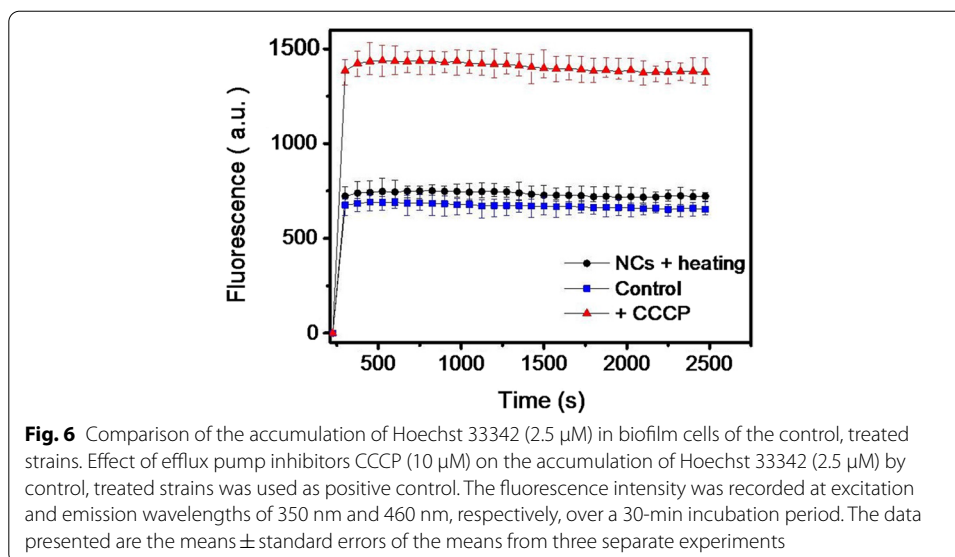 1500
1000
500
0
Fluorescence ( a.u. )
NCs + heating
Control
+ CCCP
500 1000 1500 2000 2500
Time (s)
Fig. 6 Comparison of the accumulation of Hoechst 33342 (2.5 μM) in biofilm cells of the control, treated
strains. Effect of efflux pump inhibitors CCCP (10 μM) on the accumulation of Hoechst 33342 (2.5 μM) by
control, treated strains was used as positive control. The fluorescence intensity was recorded at excitation
and emission wavelengths of 350 nm and 460 nm, respectively, over a 30-min incubation period. The data
presented are the means ± standard errors of the means from three separate experiments